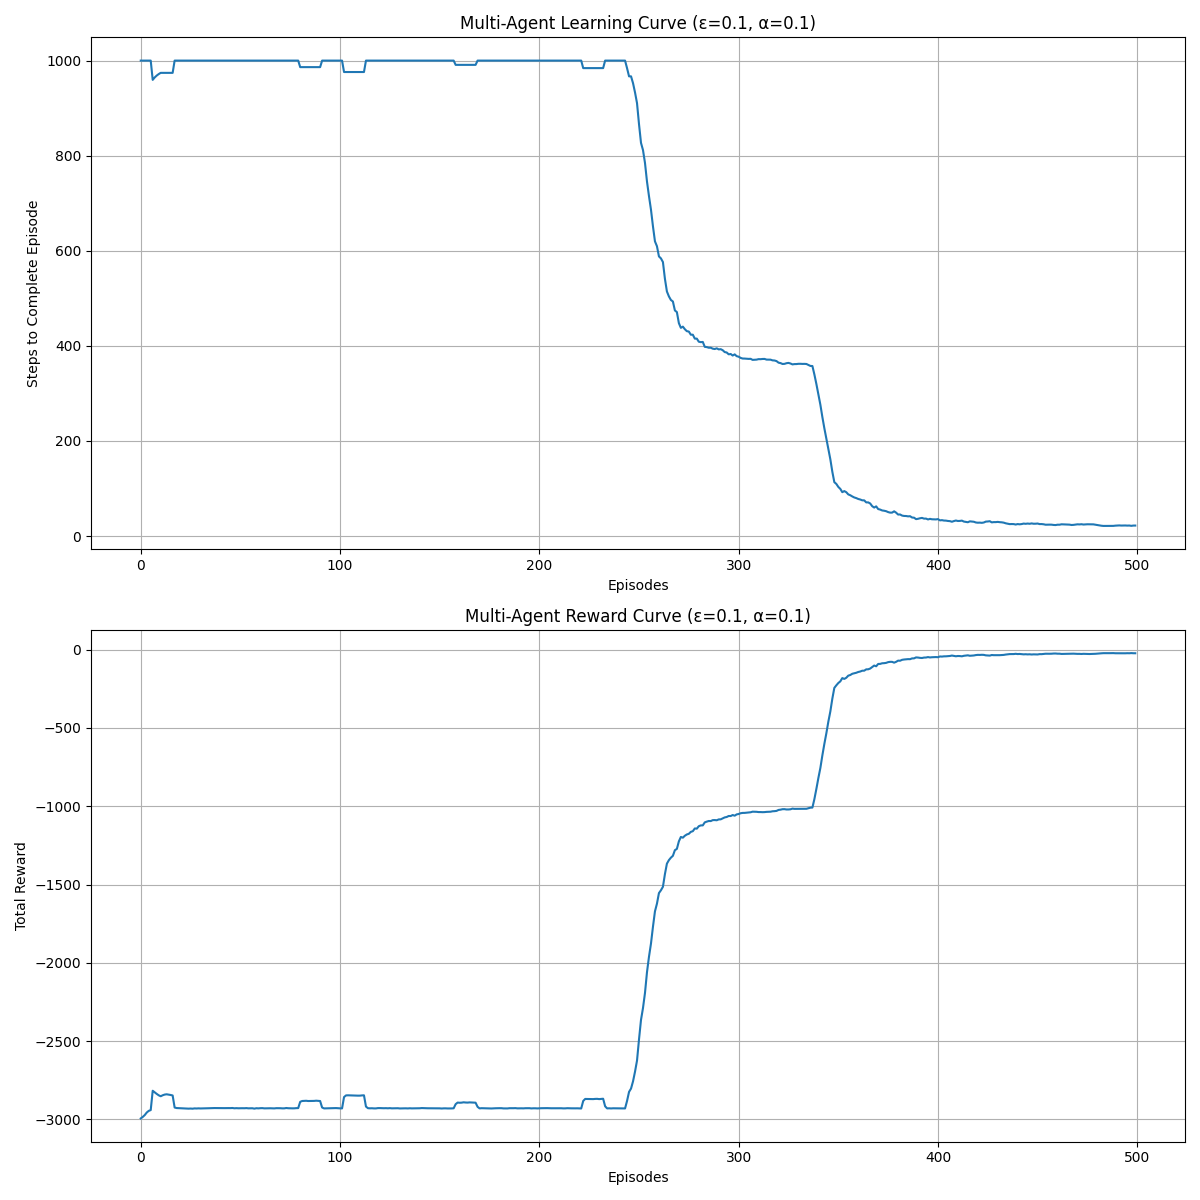 Multi-Agent Learning Curve (ε=0.1, α=0.1)
Steps to Complete Episode
1000
800
600
400
200
0
0 100 200 300 400 500
Episodes
Multi-Agent Reward Curve (ε=0.1, α=0.1)
Total Reward
0
−500
−1000
−1500
−2000
−2500
−3000
0 100 200 300 400 500
Episodes